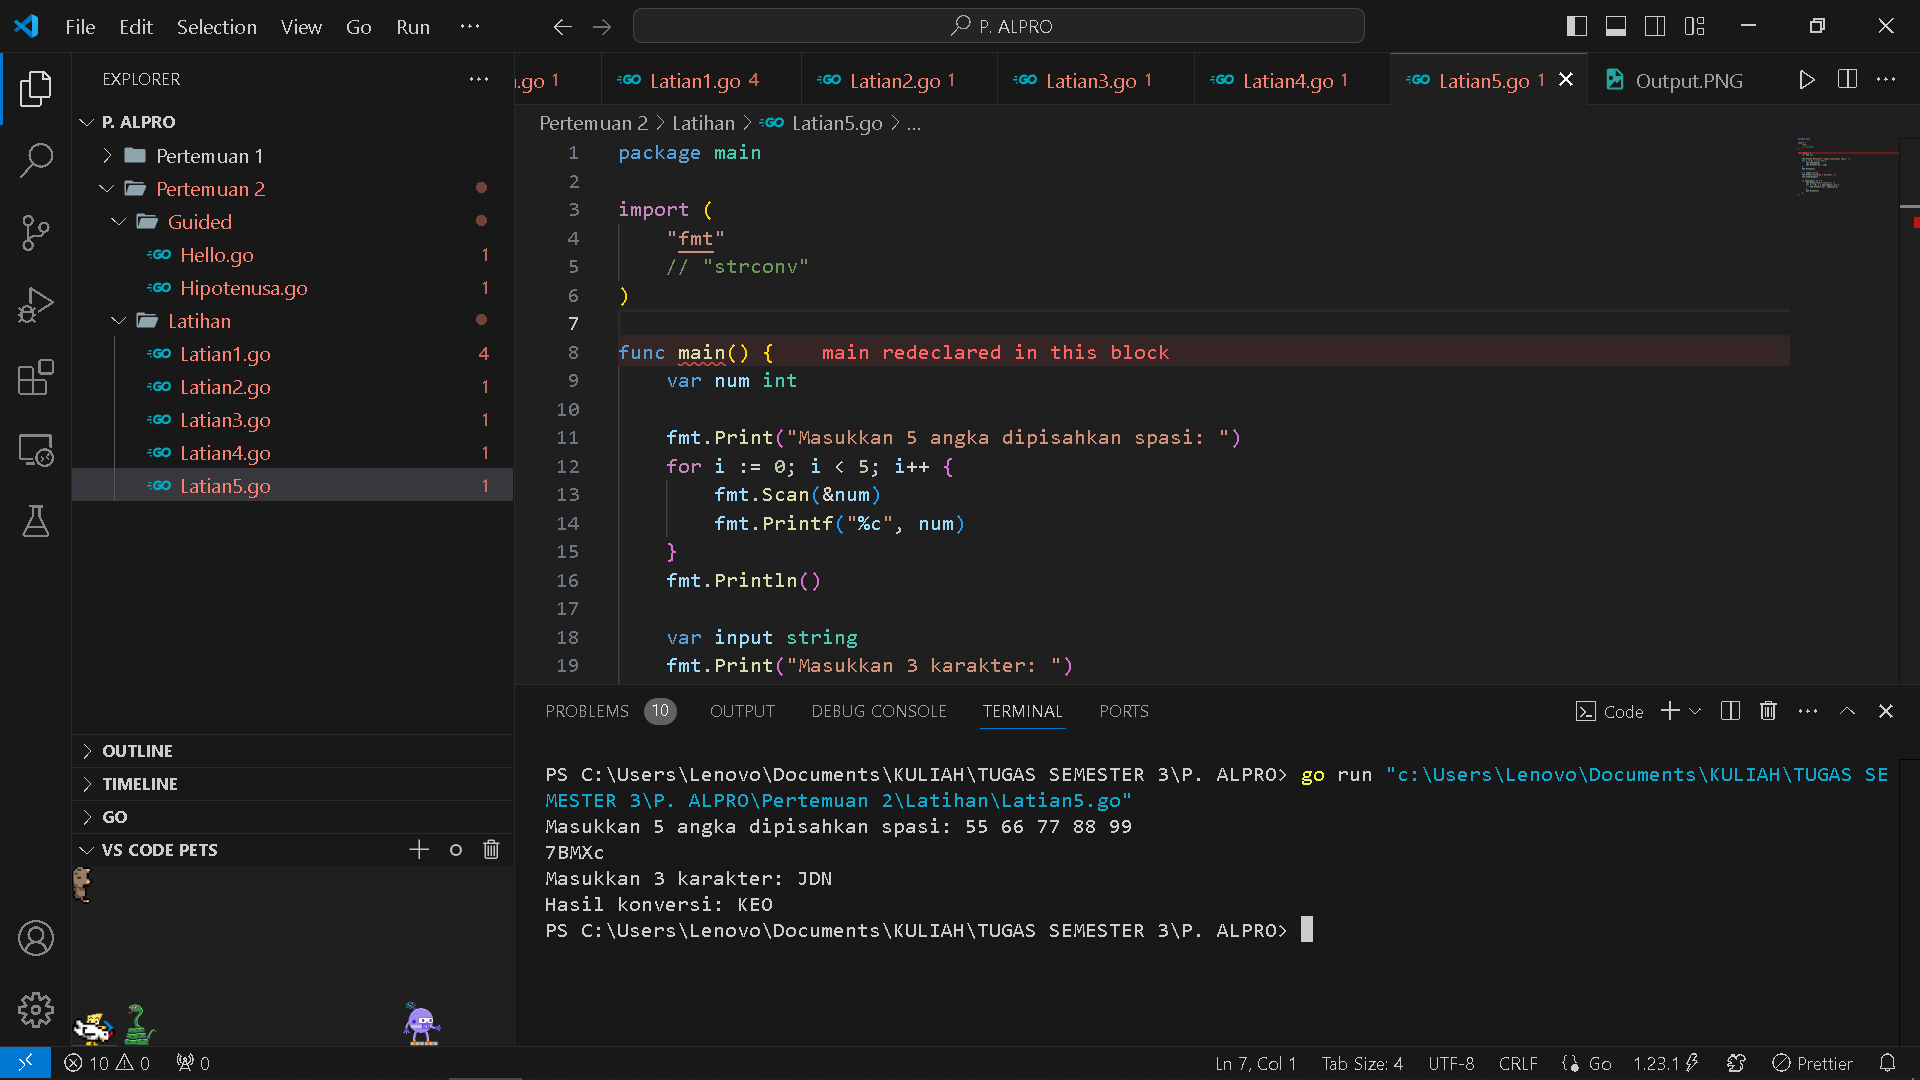 File Edit Selection View Go Run ··· P. ALPRO
EXPLORER
P. ALPRO
Pertemuan 1
Pertemuan 2
Guided
Hello.go 1
Hipotenusa.go 1
Latihan
Latian1.go 4
Latian2.go 1
Latian3.go 1
Latian4.go 1
Latian5.go 1
OUTLINE
TIMELINE
GO
VS CODE PETS
.go 1 Latian1.go 4 Latian2.go 1 Latian3.go 1 Latian4.go 1 Latian5.go 1 Output.PNG
Pertemuan 2 > Latihan > Latian5.go > ...
1 package main
2
3 import (
4 "fmt"
5 // "strconv"
6 )
7
8 func main() { main redeclared in this block
9 var num int
10
11 fmt.Print("Masukkan 5 angka dipisahkan spasi: ")
12 for i := 0; i < 5; i++ {
13 fmt.Scan(&num)
14 fmt.Printf("%c", num)
15 }
16 fmt.Println()
17
18 var input string
19 fmt.Print("Masukkan 3 karakter: ")
PROBLEMS 10 OUTPUT DEBUG CONSOLE TERMINAL PORTS Code
PS C:\Users\Lenovo\Documents\KULIAH\TUGAS SEMESTER 3\P. ALPRO> go run "c:\Users\Lenovo\Documents\KULIAH\TUGAS SE
MESTER 3\P. ALPRO\Pertemuan 2\Latihan\Latian5.go"
Masukkan 5 angka dipisahkan spasi: 55 66 77 88 99
7BMXc
Masukkan 3 karakter: JDN
Hasil konversi: KEO
PS C:\Users\Lenovo\Documents\KULIAH\TUGAS SEMESTER 3\P. ALPRO>
10 0 0 Ln 7, Col 1 Tab Size: 4 UTF-8 CRLF Go 1.23.1 Prettier